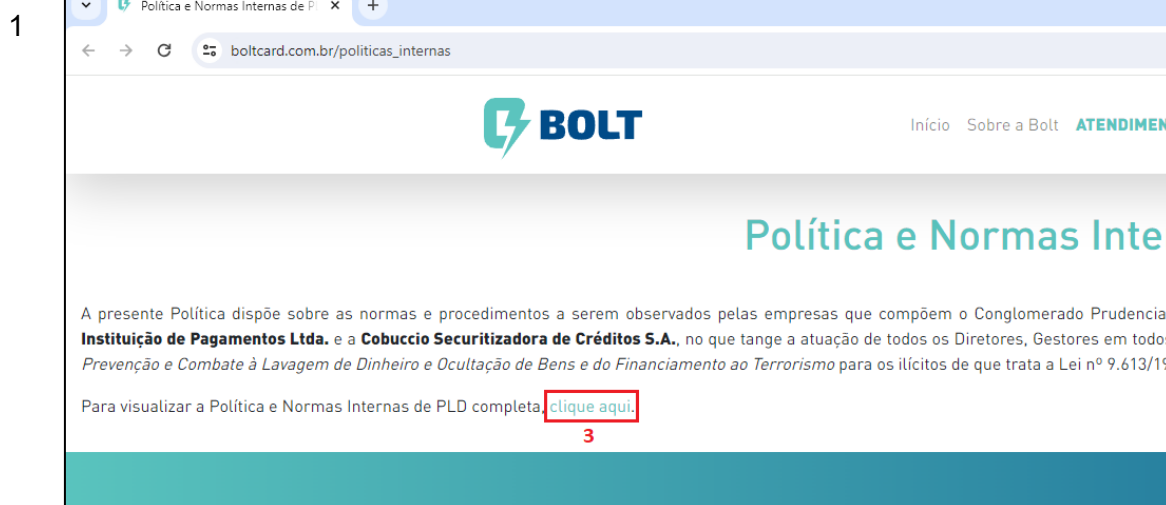 1
Política e Normas Internas de P
boltcard.com.br/politicas_internas
BOLT
Início Sobre a Bolt ATENDIMEN
Política e Normas Inte
A presente Política dispõe sobre as normas e procedimentos a serem observados pelas empresas que compõem o Conglomerado Prudencia
Instituição de Pagamentos Ltda. e a Cobuccio Securitizadora de Créditos S.A., no que tange a atuação de todos os Diretores, Gestores em todos
Prevenção e Combate à Lavagem de Dinheiro e Ocultação de Bens e do Financiamento ao Terrorismo para os ilícitos de que trata a Lei nº 9.613/19
Para visualizar a Política e Normas Internas de PLD completa, clique aqui.
3